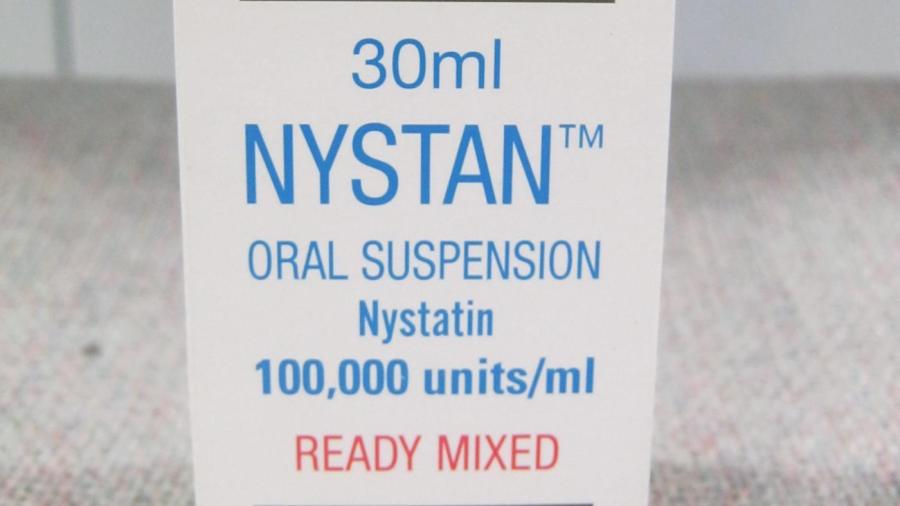 30ml
NYSTAN™
ORAL SUSPENSION
Nystatin
100,000 units/ml
READY MIXED